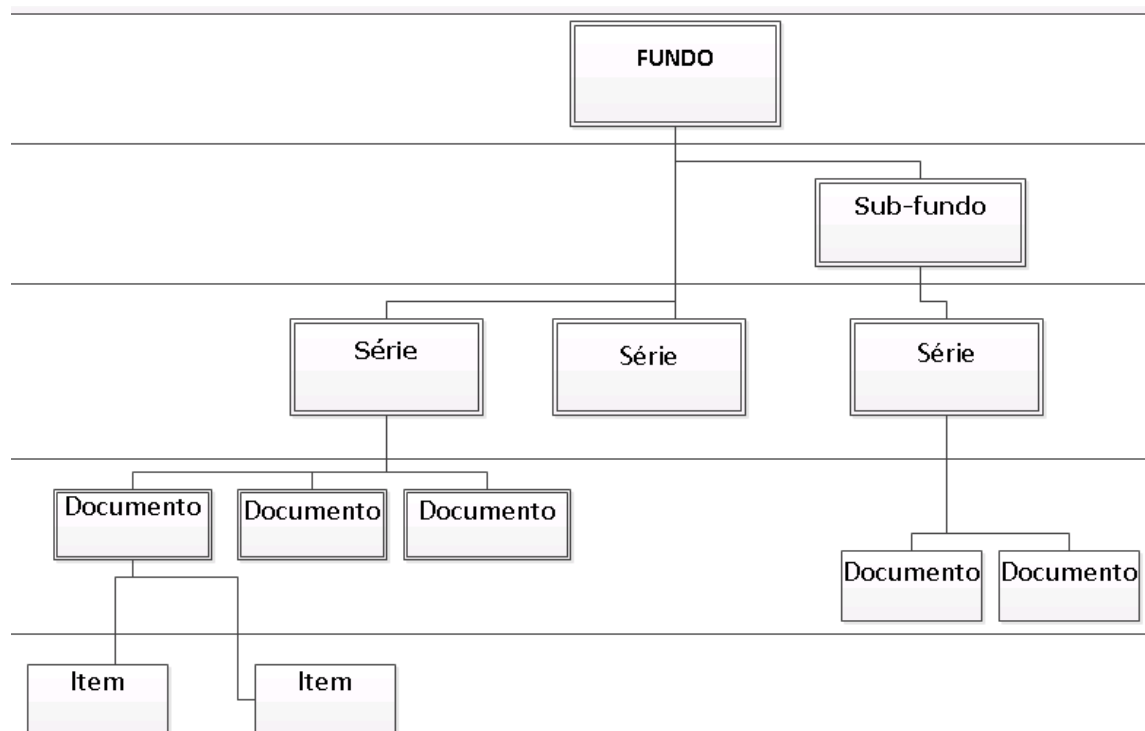 FUNDO
Sub-fundo
Série
Série
Série
Documento
Documento
Documento
Documento
Documento
Item
Item